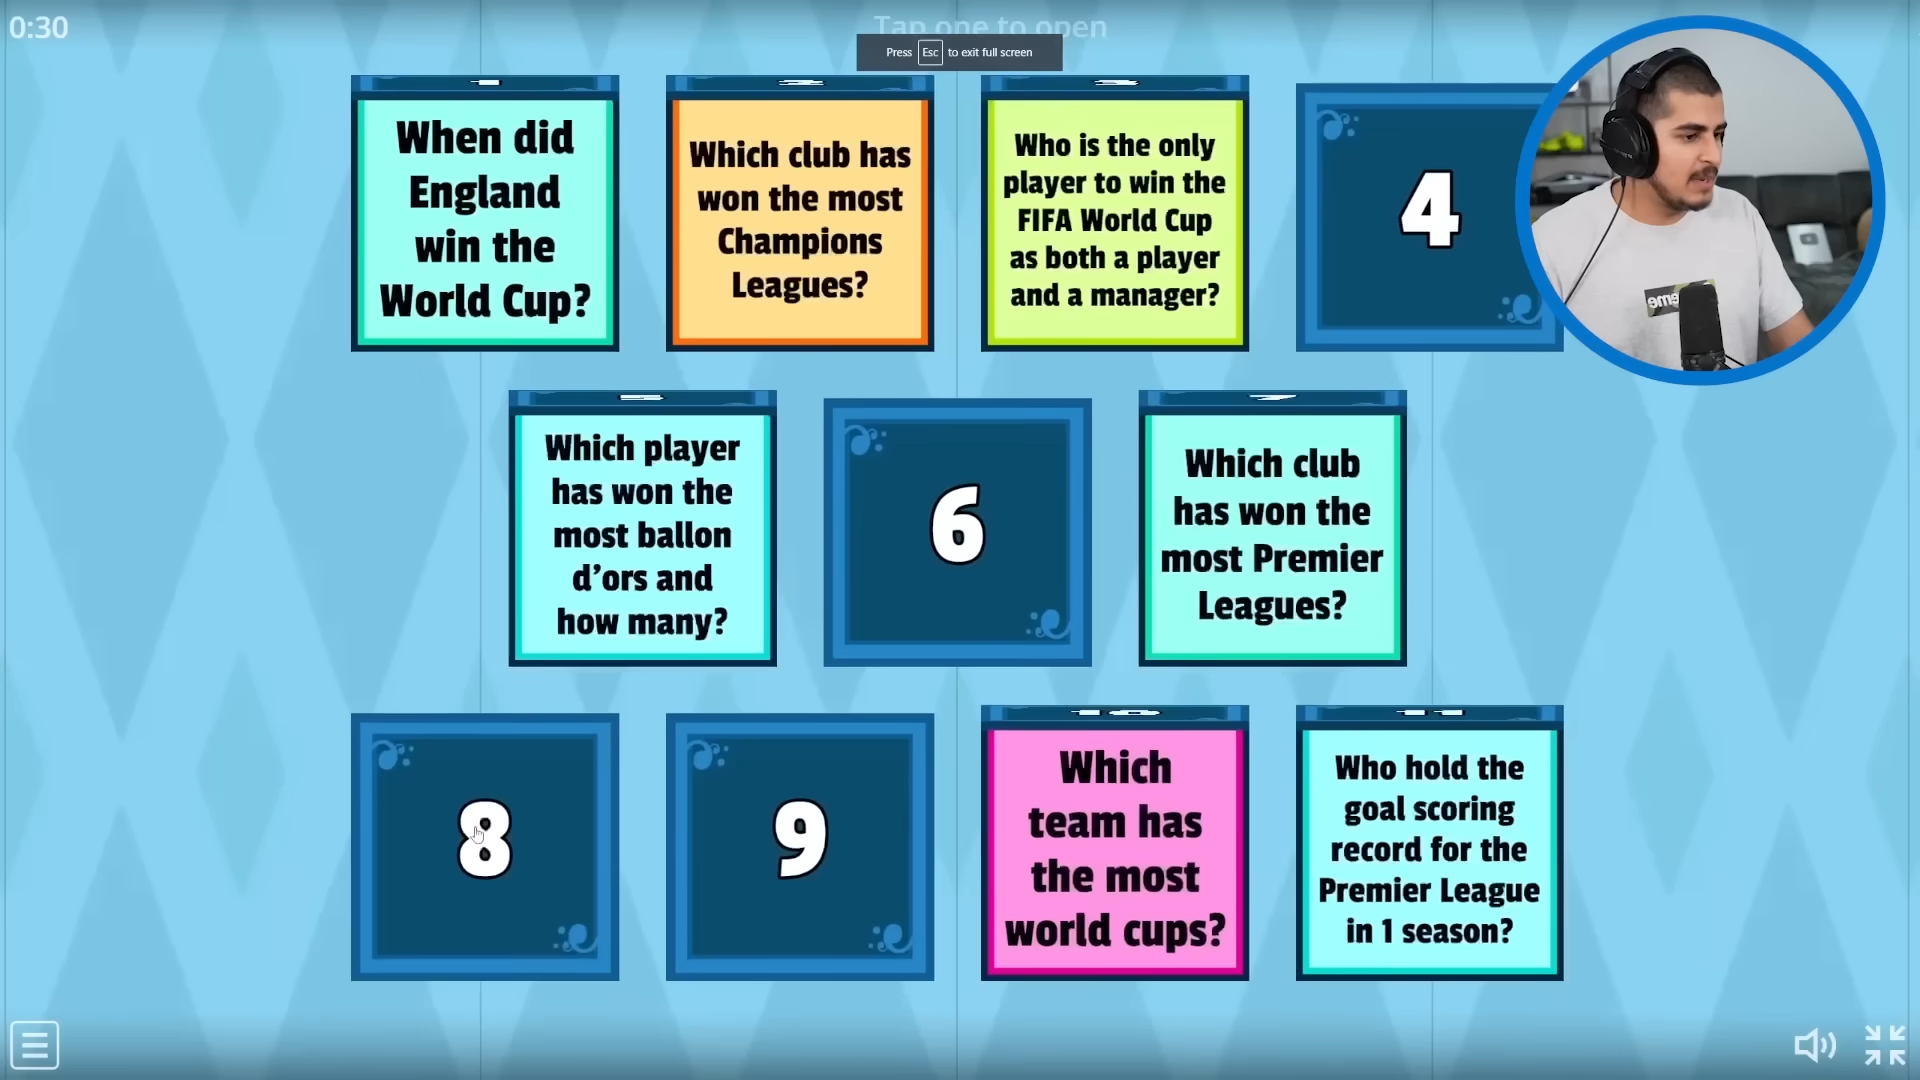 0:30
Tap one to open
Press Esc to exit full screen
When did
England
win the
World Cup?
Which club has
won the most
Champions
Leagues?
Who is the only
player to win the
FIFA World Cup
as both a player
and a manager?
4
Which player
has won the
most ballon
d'ors and
how many?
6
Which club
has won the
most Premier
Leagues?
8
9
Which
team has
the most
world cups?
Who hold the
goal scoring
record for the
Premier League
in 1 season?